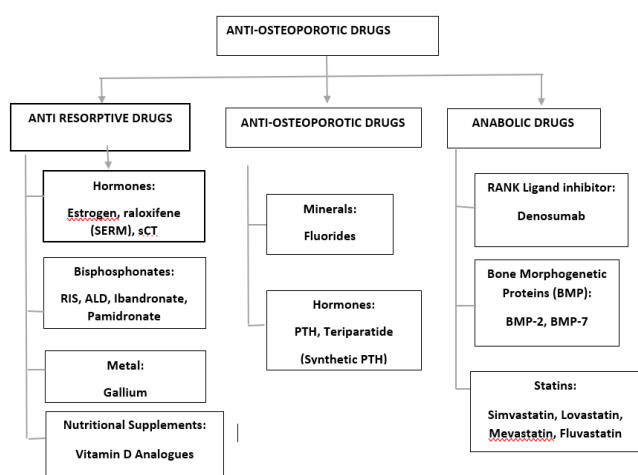 ANTI-OSTEOPOROTIC DRUGS
ANTI RESORPTIVE DRUGS
Hormones:
Estrogen, raloxifene
(SERM), sCT
Bisphosphonates:
RIS, ALD, Ibandronate,
Pamidronate
Metal:
Gallium
Nutritional Supplements:
Vitamin D Analogues
ANTI-OSTEOPOROTIC DRUGS
Minerals:
Fluorides
Hormones:
PTH, Teriparatide
(Synthetic PTH)
ANABOLIC DRUGS
RANK Ligand inhibitor:
Denosumab
Bone Morphogenetic
Proteins (BMP):
BMP-2, BMP-7
Statins:
Simvastatin, Lovastatin,
Mevastatin, Fluvastatin